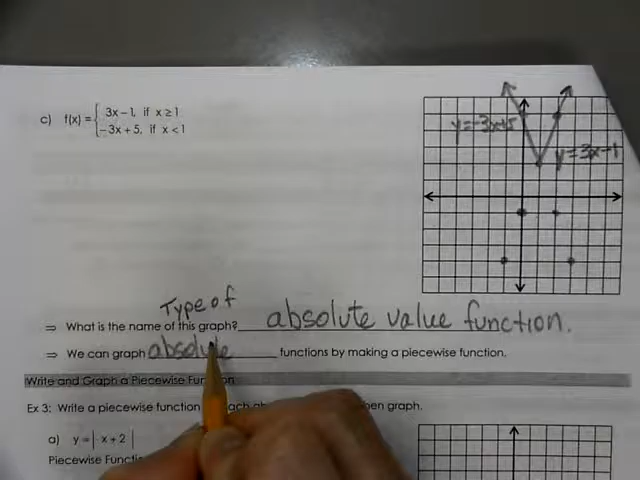 c) f(x) = { 3x – 1, if x ≥ 1
– 3x + 5, if x < 1
y = -3x+5
y = 3x-1
Type of
⇒ What is the name of this graph? absolute value function.
⇒ We can graph absolute functions by making a piecewise function.
Write and Graph a Piecewise Function
Ex 3: Write a piecewise function graph.
a) y = | x + 2 |
Piecewise